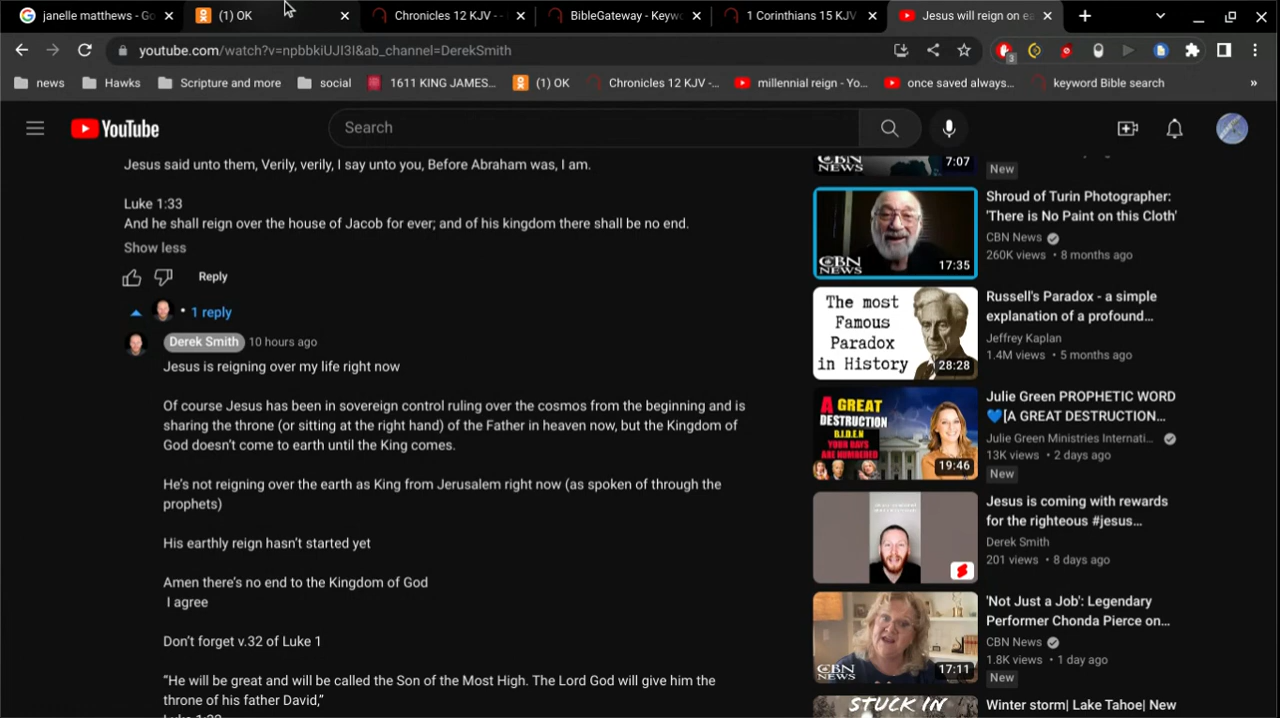 janelle matthews - Go
(1) OK
Chronicles 12 KJV - -
BibleGateway - Keyw
1 Corinthians 15 KJV
Jesus will reign on ea
youtube.com/watch?v=npbbkiUJI3I&ab_channel=DerekSmith
3
news
Hawks
Scripture and more
social
1611 KING JAMES...
(1) OK
Chronicles 12 KJV -...
millennial reign - Yo...
once saved always...
keyword Bible search
»
YouTube
Search
Jesus said unto them, Verily, verily, I say unto you, Before Abraham was, I am.
Luke 1:33
And he shall reign over the house of Jacob for ever; and of his kingdom there shall be no end.
Show less
Reply
• 1 reply
Derek Smith 10 hours ago
Jesus is reigning over my life right now
Of course Jesus has been in sovereign control ruling over the cosmos from the beginning and is
sharing the throne (or sitting at the right hand) of the Father in heaven now, but the Kingdom of
God doesn't come to earth until the King comes.
He's not reigning over the earth as King from Jerusalem right now (as spoken of through the
prophets)
His earthly reign hasn't started yet
Amen there's no end to the Kingdom of God
I agree
Don't forget v.32 of Luke 1
“He will be great and will be called the Son of the Most High. The Lord God will give him the
throne of his father David,”
CBN
NEWS
7:07
New
CBN
NEWS
17:35
Shroud of Turin Photographer:
'There is No Paint on this Cloth'
CBN News
260K views • 8 months ago
The most
Famous
Paradox
in History
28:28
Russell's Paradox - a simple
explanation of a profound...
Jeffrey Kaplan
1.4M views • 5 months ago
A GREAT
DESTRUCTION
B.I.D.E.N
YOUR DAYS
ARE NUMBERED
19:46
Julie Green PROPHETIC WORD
💙[A GREAT DESTRUCTION...
Julie Green Ministries Internati...
13K views • 2 days ago
New
Jesus is coming with rewards
for the righteous #jesus...
Derek Smith
201 views • 8 days ago
CBN
NEWS
17:11
'Not Just a Job': Legendary
Performer Chonda Pierce on...
CBN News
1.8K views • 1 day ago
New
STUCK IN
Winter storm| Lake Tahoe| New